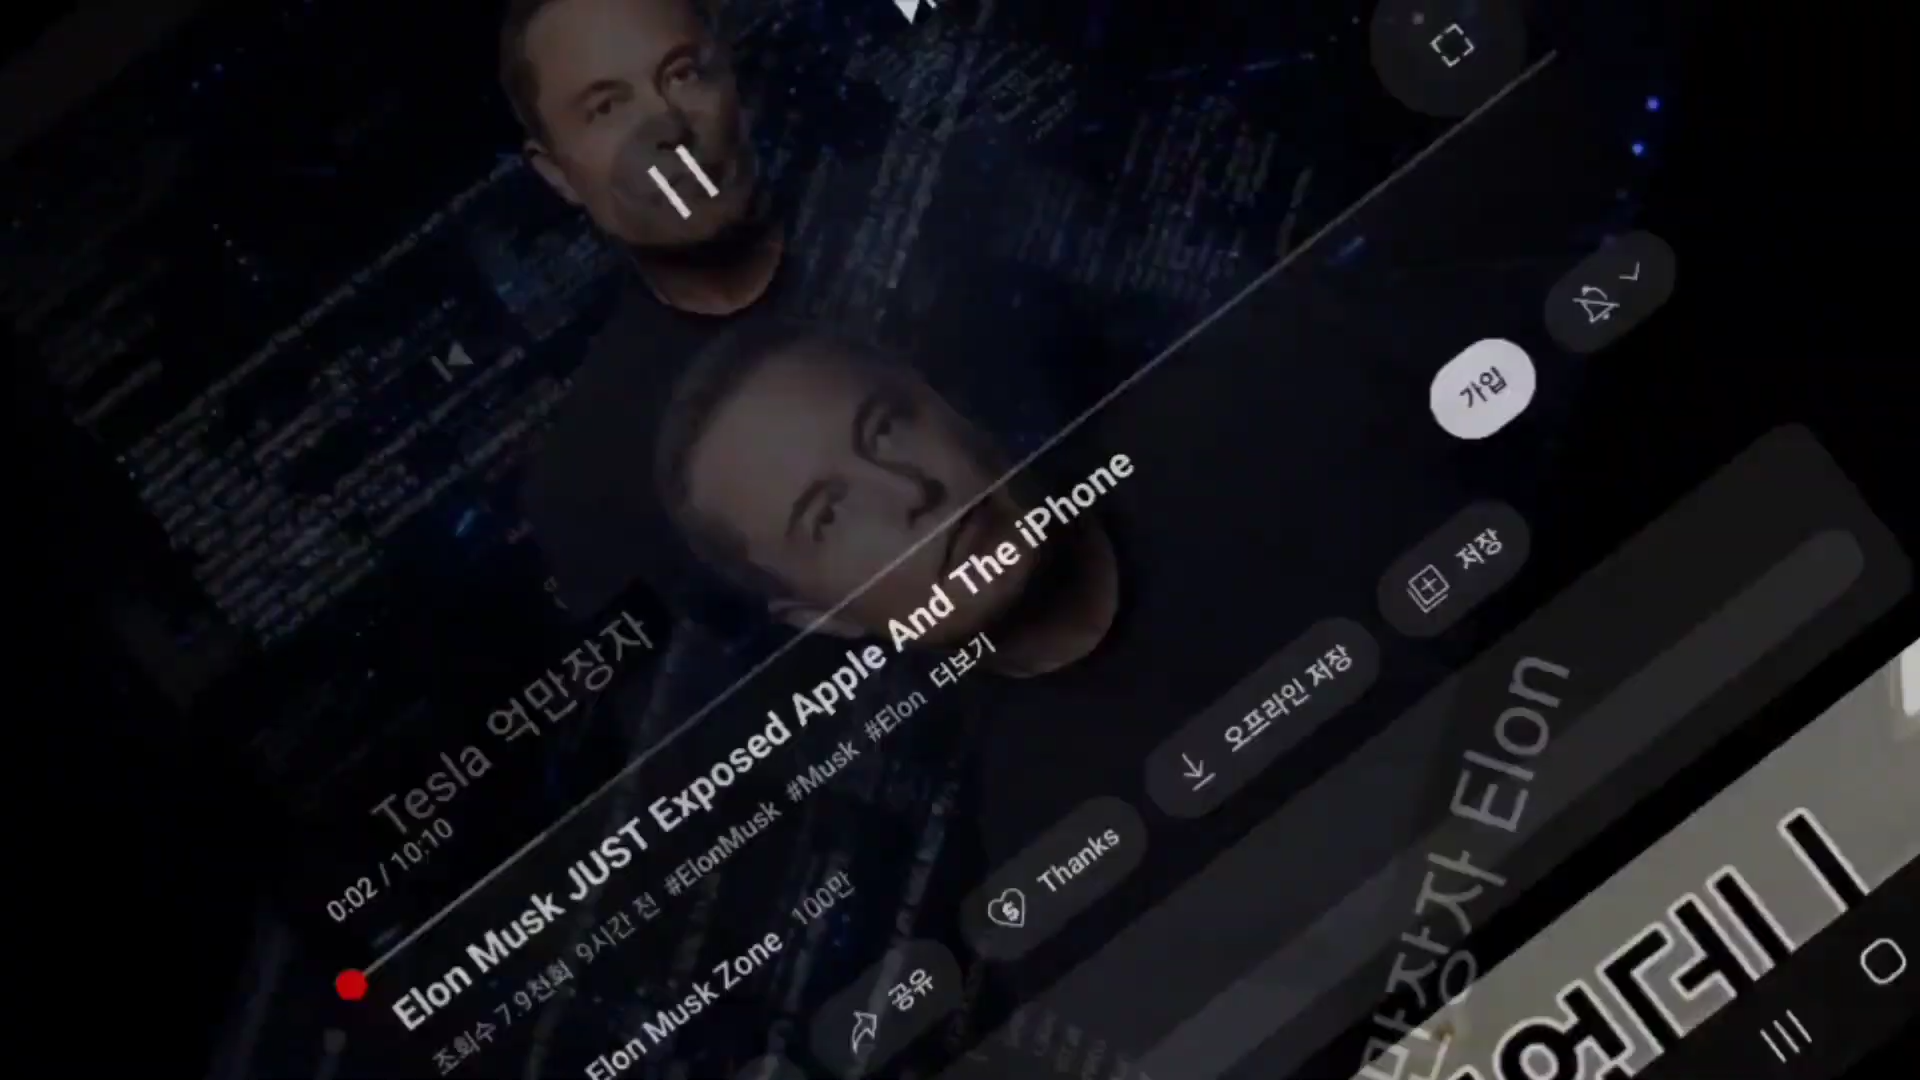 Tesla 억만장자
0:02 / 10:10
Elon Musk JUST Exposed Apple And The iPhone
조회수 7.9천회 9시간 전 #ElonMusk #Musk #Elon 더보기
Elon Musk Zone 100만
가입
공유
Thanks
오프라인 저장
저장
만장자 Elon